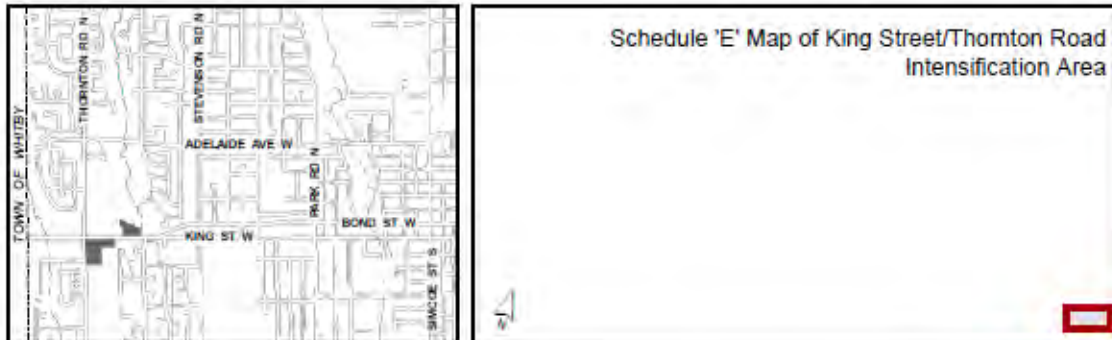 TOWN OF WHITBY
THORNTON RD N
STEVENSON RD N
ADELAIDE AVE W
PARK RD N
BOND ST W
KING ST W
SIMCOE ST S
Schedule 'E' Map of King Street/Thornton Road
Intensification Area
N